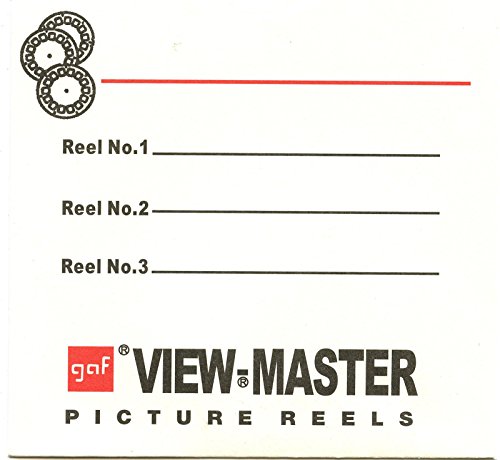 Reel No.1
Reel No.2
Reel No.3
gaf® VIEW-®MASTER
PICTURE REELS